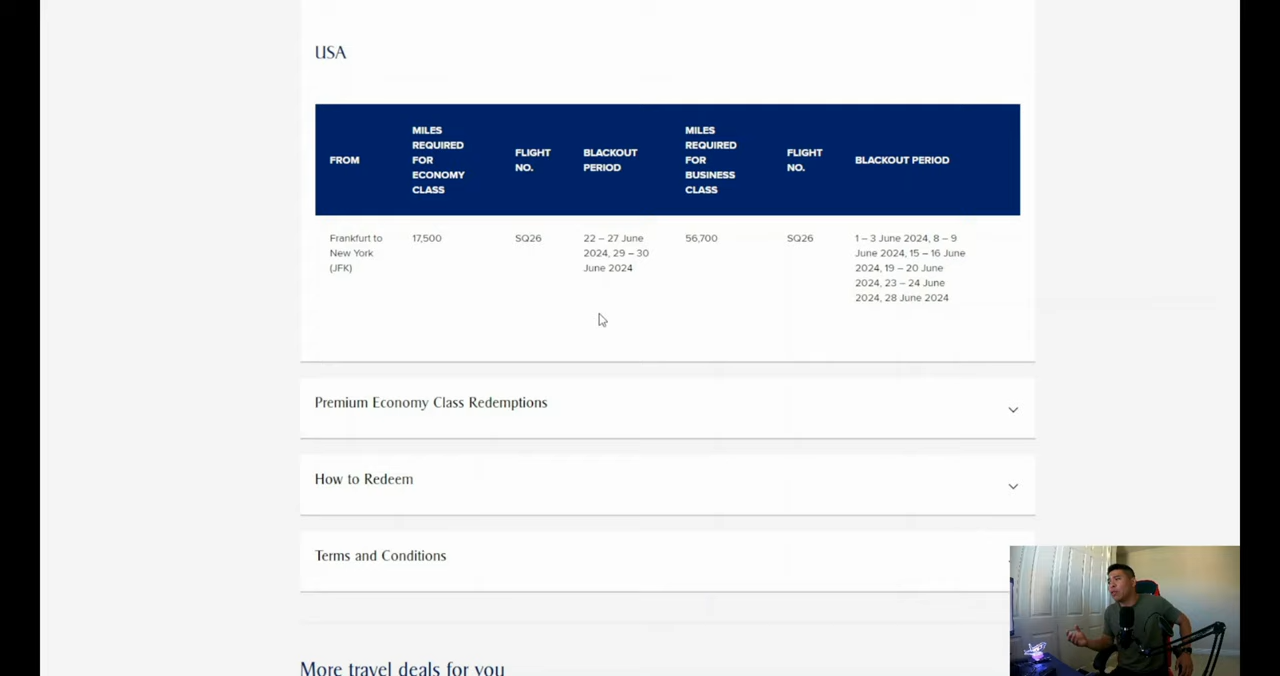 USA
FROM
MILES
REQUIRED
FOR
ECONOMY
CLASS
FLIGHT
NO.
BLACKOUT
PERIOD
MILES
REQUIRED
FOR
BUSINESS
CLASS
FLIGHT
NO.
BLACKOUT PERIOD
Frankfurt to
New York
(JFK)
17,500
SQ26
22 – 27 June
2024, 29 – 30
June 2024
56,700
SQ26
1 – 3 June 2024, 8 – 9
June 2024, 15 – 16 June
2024, 19 – 20 June
2024, 23 – 24 June
2024, 28 June 2024
Premium Economy Class Redemptions
How to Redeem
Terms and Conditions
More travel deals for you